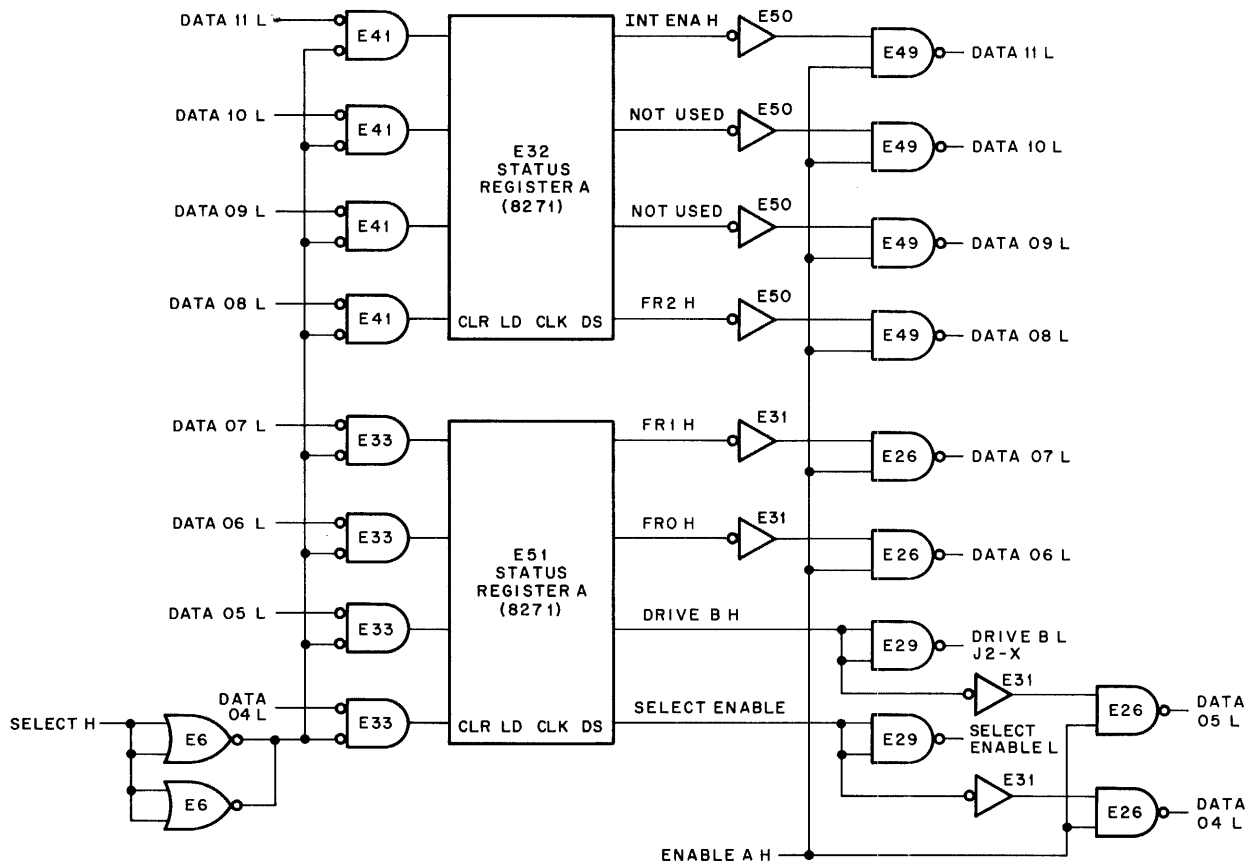 DATA 11 L
E41
INT ENA H
E50
E49
DATA 11 L
DATA 10 L
E41
NOT USED
E50
E49
DATA 10 L
E32
STATUS
REGISTER A
(8271)
DATA 09 L
E41
NOT USED
E50
E49
DATA 09 L
DATA 08 L
E41
FR2 H
E50
E49
DATA 08 L
CLR LD CLK DS
DATA 07 L
E33
FR1 H
E31
E26
DATA 07 L
DATA 06 L
E33
FR0 H
E31
E26
DATA 06 L
E51
STATUS
REGISTER A
(8271)
DATA 05 L
E33
DRIVE B H
E29
DRIVE B L
J2-X
E31
E26
DATA
05 L
DATA
04 L
E33
CLR LD CLK DS
SELECT ENABLE
E29
SELECT
ENABLE L
E31
E26
DATA
04 L
SELECT H
E6
E6
ENABLE A H